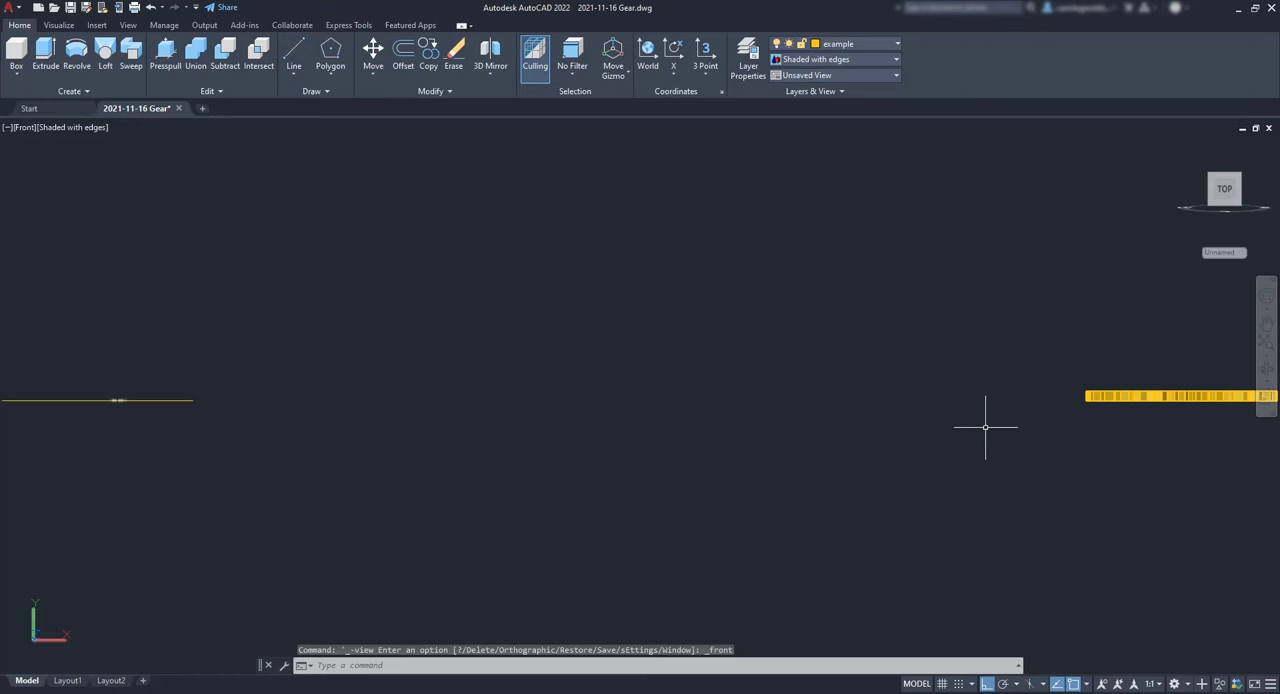 Share
Autodesk AutoCAD 2022 2021-11-16 Gear.dwg
Home Visualize Insert View Output Add-ins Collaborate Express Tools Featured Apps
Box Extrude Revolve Loft Sweep Presspull Union Subtract Intersect Line Polygon Move Offset Copy Erase 3D Mirror Culling No Filter Move Gizmo World X 3 Point Layer Properties
example
Shaded with edges
Unsaved View
Create Edit Draw Modify Selection Coordinates Layers & View
Start 2021-11-16 Gear*
[−][Front][Shaded with edges]
TOP
Unnamed
Y
X
Command: '_-view Enter an option [?/Delete/Orthographic/Restore/Save/sEttings/Window]: _front
Type a command
Model Layout1 Layout2
MODEL 1:1